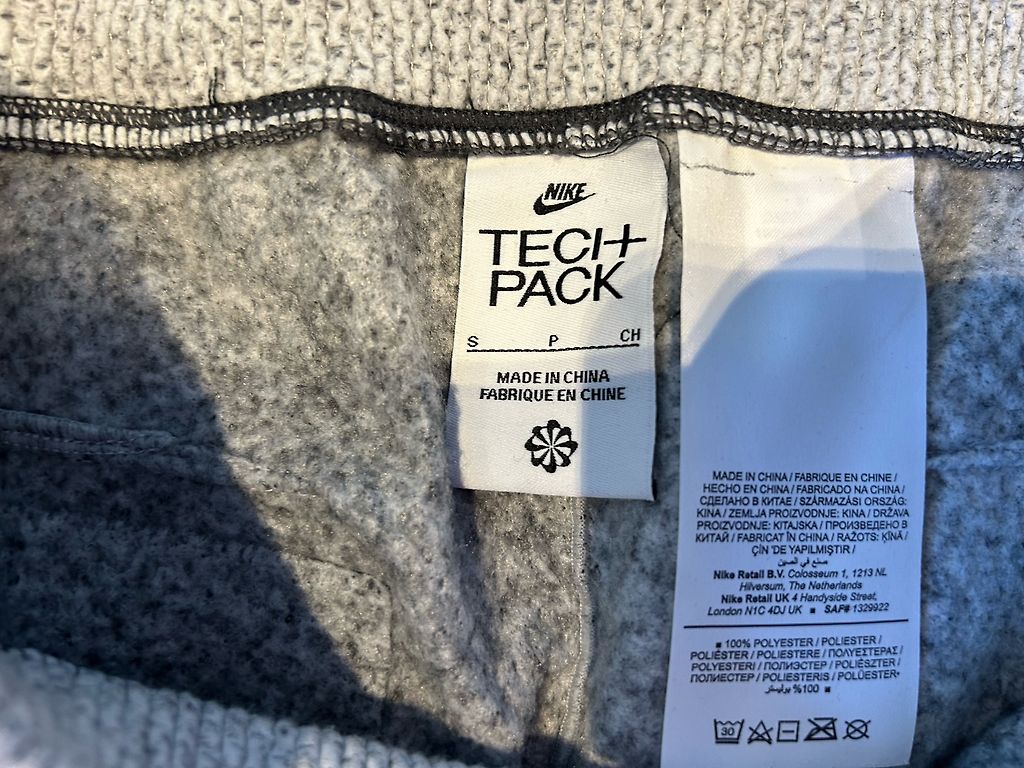 NIKE
TECH
PACK
S P CH
MADE IN CHINA
FABRIQUE EN CHINE
MADE IN CHINA / FABRIQUE EN CHINE /
HECHO EN CHINA / FABRICADO NA CHINA /
СДЕЛАНО В КИТАЕ / SZÁRMAZÁSI ORSZÁG:
KINA / ZEMLJA PROIZVODNJE: KINA / DRŽAVA
PROIZVODNJE: KITAJSKA / ПРОИЗВЕДЕНО В
КИТАЙ / FABRICAT ÎN CHINA / RAŽOTS: ĶĪNĀ /
ÇİN 'DE YAPILMIŞTIR /
صنع في الصين
Nike Retail B.V. Colosseum 1, 1213 NL
Hilversum, The Netherlands
Nike Retail UK 4 Handyside Street,
London N1C 4DJ UK ■ SAF# 1329922
■ 100% POLYESTER / POLIESTER /
POLIÉSTER / POLIESTERE / ΠΟΛΥΕΣΤΕΡΑΣ /
POLYESTERI / ПОЛИЭСТЕР / POLIÉSZTER /
ПОЛИЕСТЕР / POLIESTERIS / POLÜESTER*
%100 بوليستر ■
30